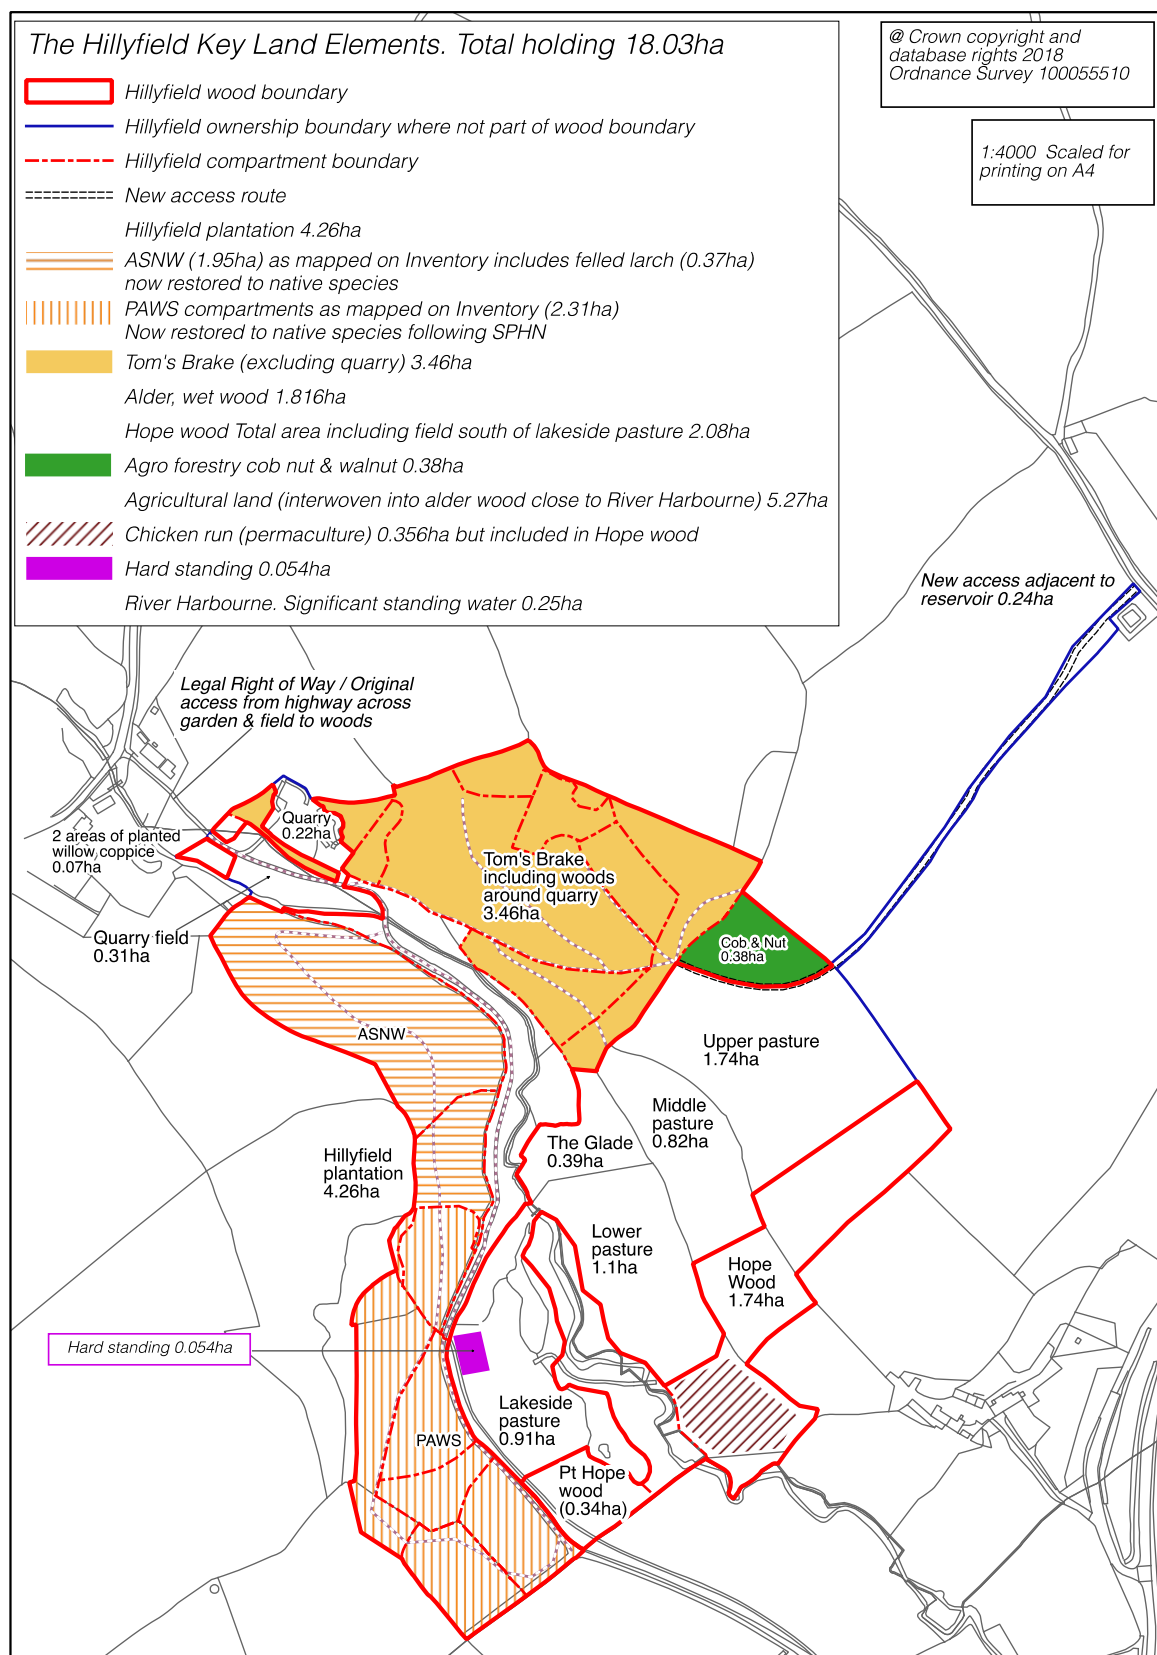 The Hillyfield Key Land Elements. Total holding 18.03ha
@ Crown copyright and
database rights 2018
Ordnance Survey 100055510
1:4000 Scaled for
printing on A4
Hillyfield wood boundary
Hillyfield ownership boundary where not part of wood boundary
Hillyfield compartment boundary
New access route
Hillyfield plantation 4.26ha
ASNW (1.95ha) as mapped on Inventory includes felled larch (0.37ha)
now restored to native species
PAWS compartments as mapped on Inventory (2.31ha)
Now restored to native species following SPHN
Tom's Brake (excluding quarry) 3.46ha
Alder, wet wood 1.816ha
Hope wood Total area including field south of lakeside pasture 2.08ha
Agro forestry cob nut & walnut 0.38ha
Agricultural land (interwoven into alder wood close to River Harbourne) 5.27ha
Chicken run (permaculture) 0.356ha but included in Hope wood
Hard standing 0.054ha
River Harbourne. Significant standing water 0.25ha
New access adjacent to
reservoir 0.24ha
Legal Right of Way / Original
access from highway across
garden & field to woods
Quarry
0.22ha
2 areas of planted
willow coppice
0.07ha
Tom's Brake
including woods
around quarry
3.46ha
Quarry field
0.31ha
Cob & Nut
0.38ha
ASNW
Upper pasture
1.74ha
Middle
pasture
0.82ha
The Glade
0.39ha
Hillyfield
plantation
4.26ha
Lower
pasture
1.1ha
Hope
Wood
1.74ha
Hard standing 0.054ha
Lakeside
pasture
0.91ha
PAWS
Pt Hope
wood
(0.34ha)